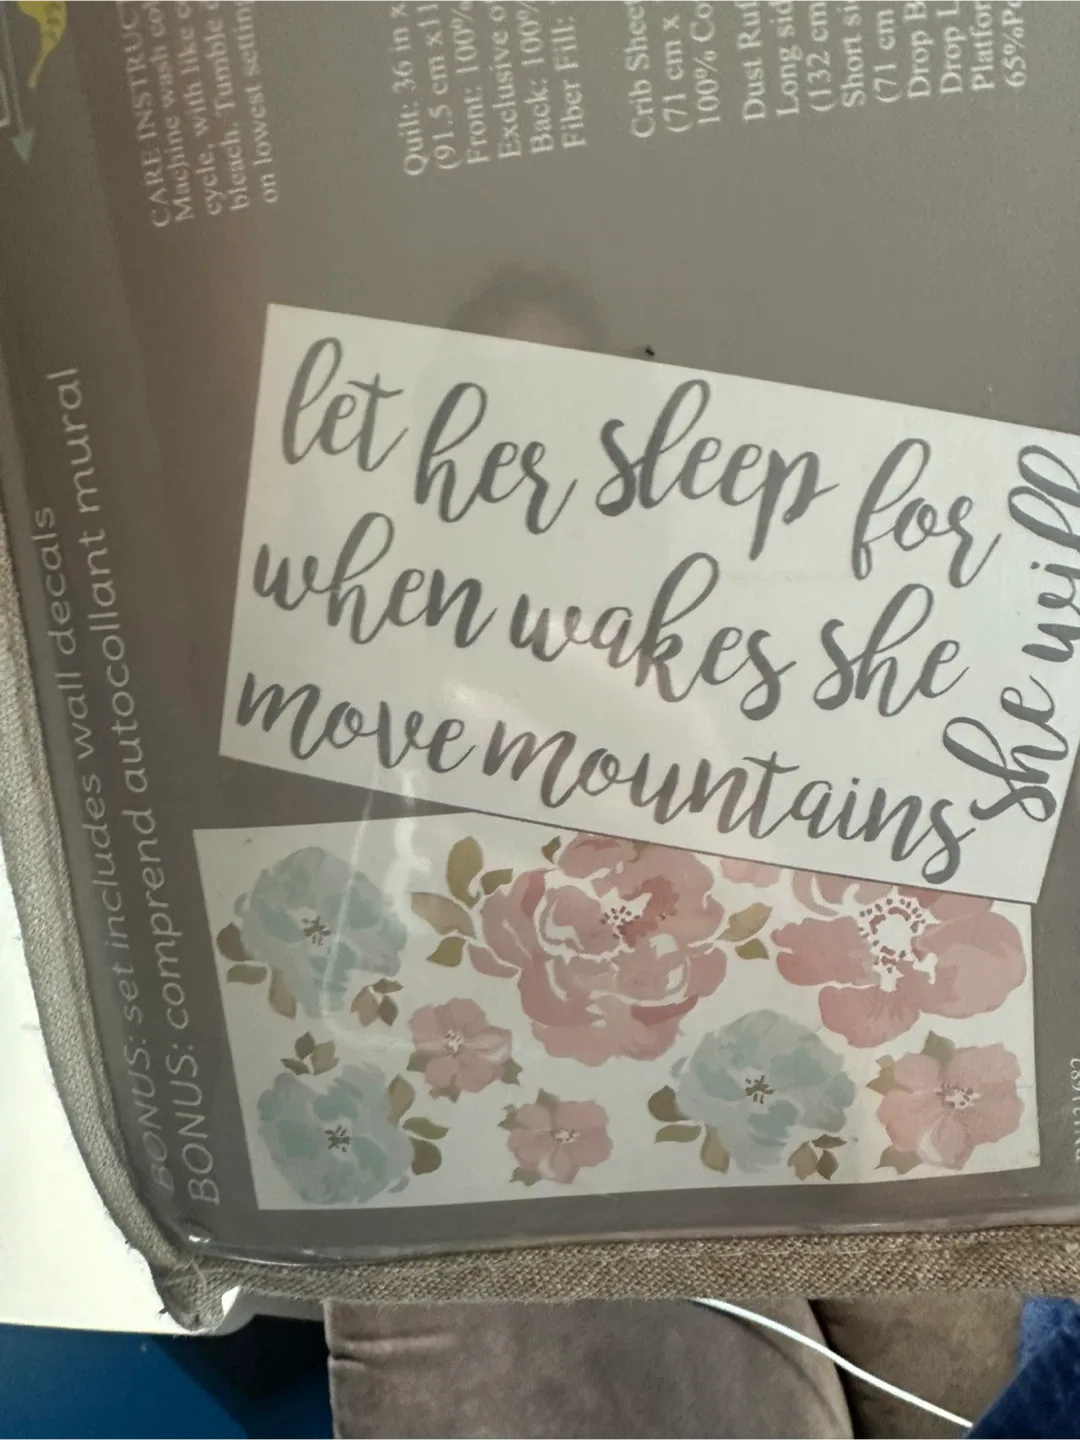 CARE INSTRUCT
Machine wash co
cycle, with like c
bleach. Tumble
on lowest setting
Quilt: 36 in x
(91.5 cm x 11
Front: 100%
Exclusive o
Back: 100%
Fiber Fill:
Crib Shee
(71 cm x
100% Co
Dust Ruf
Long sid
(132 cm
Short si
(71 cm
Drop B
Drop L
Platfor
65%Po
BONUS: set includes wall decals
BONUS: comprend autocollant mural
let her sleep for
when wakes she
move mountains
she will